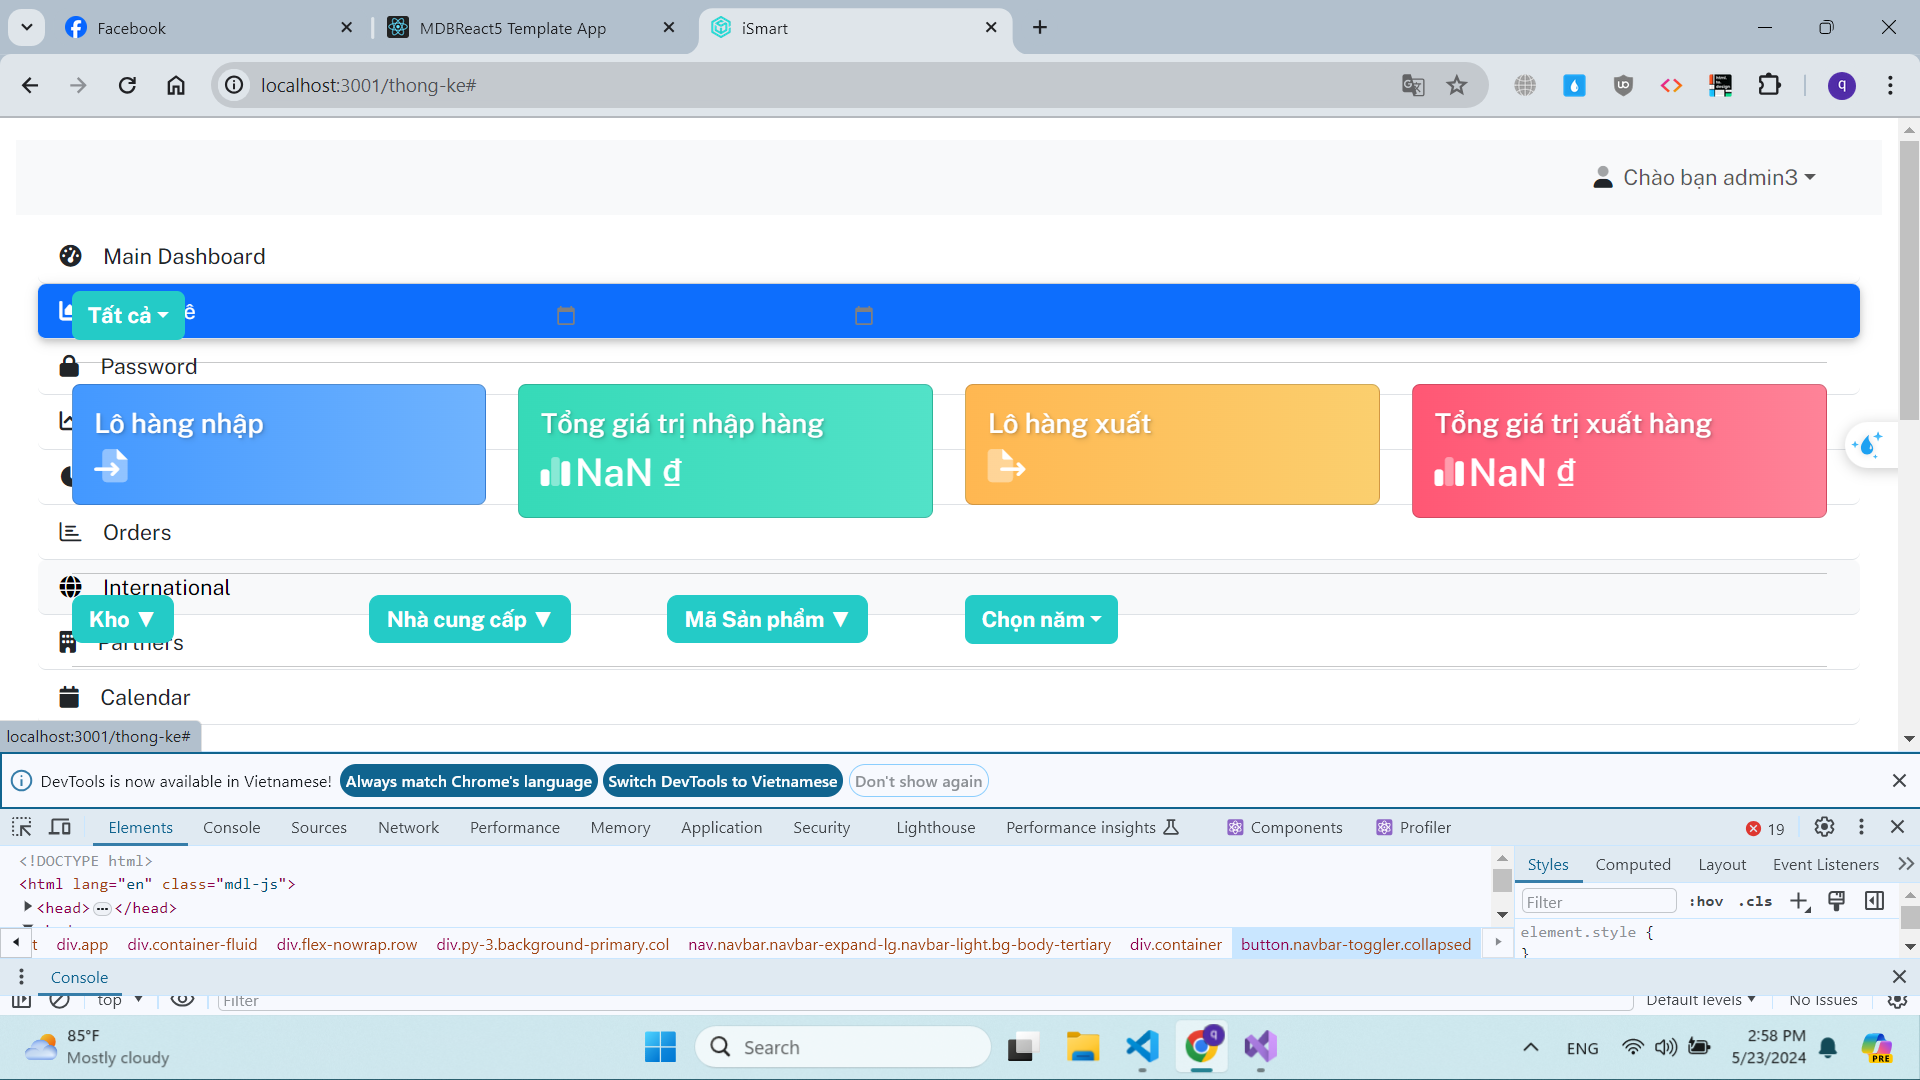 Facebook
MDBReact5 Template App
iSmart
localhost:3001/thong-ke#
q
Chào bạn admin3
Main Dashboard
Tất cả
ê
Password
Lô hàng nhập
Tổng giá trị nhập hàng
NaN ₫
Lô hàng xuất
Tổng giá trị xuất hàng
NaN ₫
Orders
International
Kho ▼
Nhà cung cấp ▼
Mã Sản phẩm ▼
Chọn năm
Partners
Calendar
localhost:3001/thong-ke#
DevTools is now available in Vietnamese!
Always match Chrome's language
Switch DevTools to Vietnamese
Don't show again
Elements
Console
Sources
Network
Performance
Memory
Application
Security
Lighthouse
Performance insights
Components
Profiler
19
<!DOCTYPE html>
<html lang="en" class="mdl-js">
<head> … </head>
t
div.app
div.container-fluid
div.flex-nowrap.row
div.py-3.background-primary.col
nav.navbar.navbar-expand-lg.navbar-light.bg-body-tertiary
div.container
button.navbar-toggler.collapsed
Styles
Computed
Layout
Event Listeners
Filter
:hov
.cls
element.style {
}
Console
top ▼
Filter
Default levels ▼
No Issues
85°F
Mostly cloudy
Search
q
ENG
2:58 PM
5/23/2024
PRE